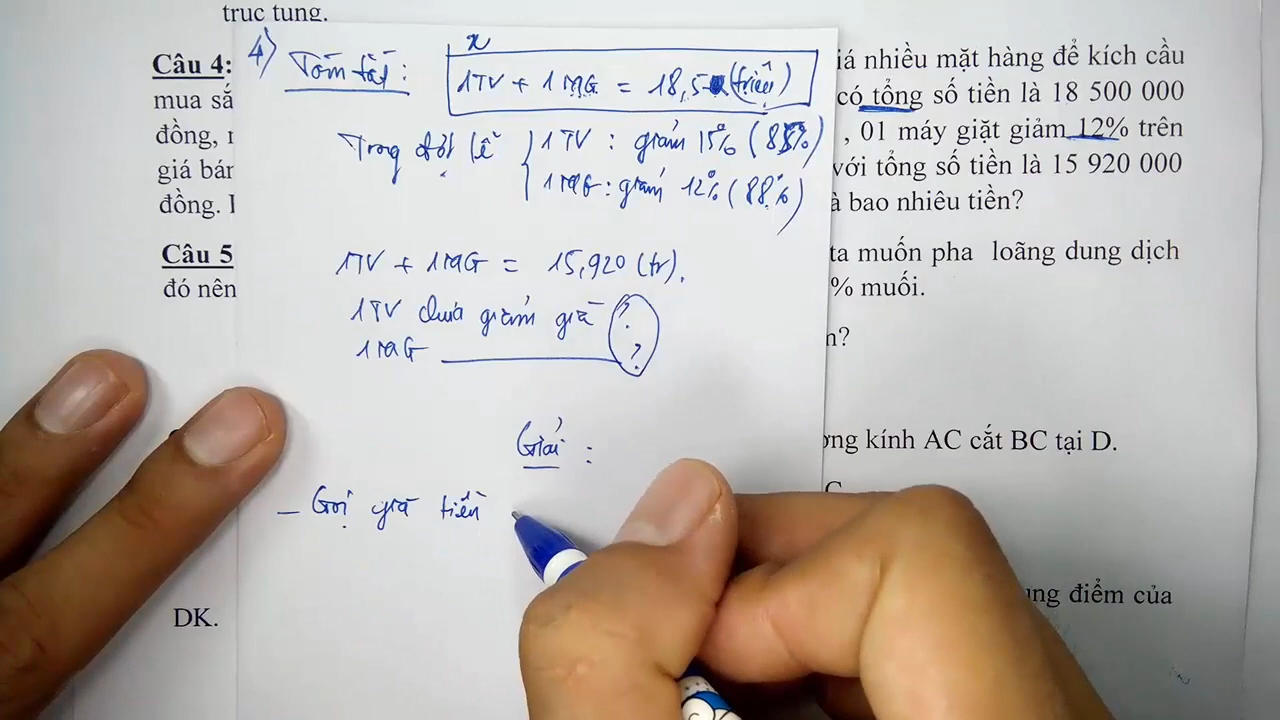 trục tung.
Câu 4:
iá nhiều mặt hàng để kích cầu
mua sắ
có tổng số tiền là 18 500 000
đồng,
, 01 máy giặt giảm 12% trên
giá bán
với tổng số tiền là 15 920 000
đồng.
à bao nhiêu tiền?
Câu 5
ta muốn pha loãng dung dịch
đó nên
% muối.
m?
ờng kính AC cắt BC tại D.
ung điểm của
DK.
4) Tóm tắt :
x
1TV + 1MG = 18,5 (triệu)
Trong đợt lễ
1TV : giảm 15% (85%)
1MG : giảm 12% (88%)
1TV + 1MG = 15,920 (tr).
1TV chưa giảm giá ?
1MG ?
Giải :
- Gọi giá tiền